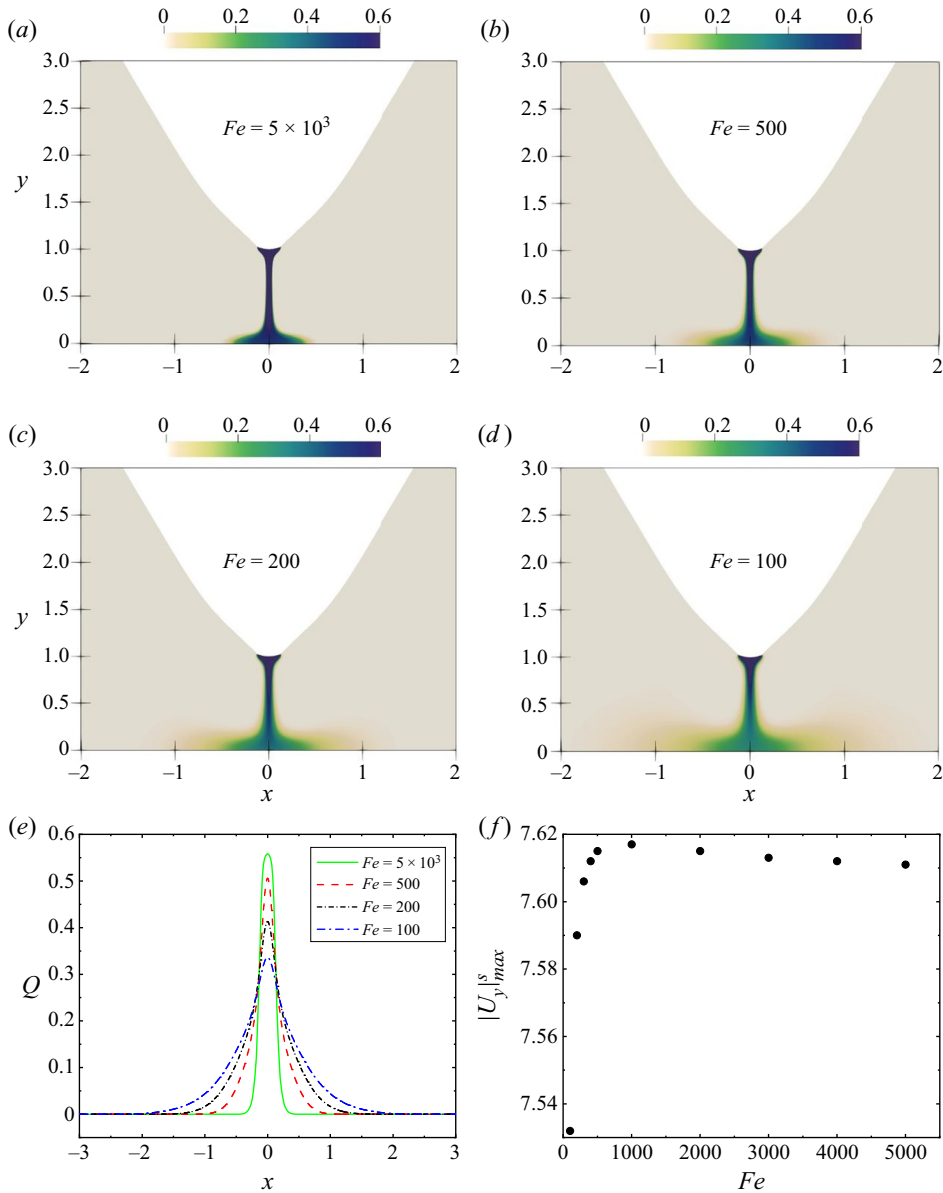 (a) 0 0.2 0.4 0.6 (b) 0 0.2 0.4 0.6
3.0 3.0
2.5 Fe = 5 × 10³ 2.5 Fe = 500
2.0 2.0
y
1.5 1.5
1.0 1.0
0.5 0.5
0 0
–2 –1 0 1 2 –2 –1 0 1 2
(c) 0 0.2 0.4 0.6 (d) 0 0.2 0.4 0.6
3.0 3.0
2.5 2.5
2.0 Fe = 200 2.0 Fe = 100
1.5 1.5
y
1.0 1.0
0.5 0.5
0 0
–2 –1 0 1 2 –2 –1 0 1 2
x x
(e) 0.6 (f) 7.62
Fe = 5 × 10³
0.5 Fe = 500 7.60
Fe = 200
0.4 Fe = 100
Q 0.3 |U_y|^s_max 7.58
0.2 7.56
0.1
0 7.54
–3 –2 –1 0 1 2 3 0 1000 2000 3000 4000 5000
x Fe